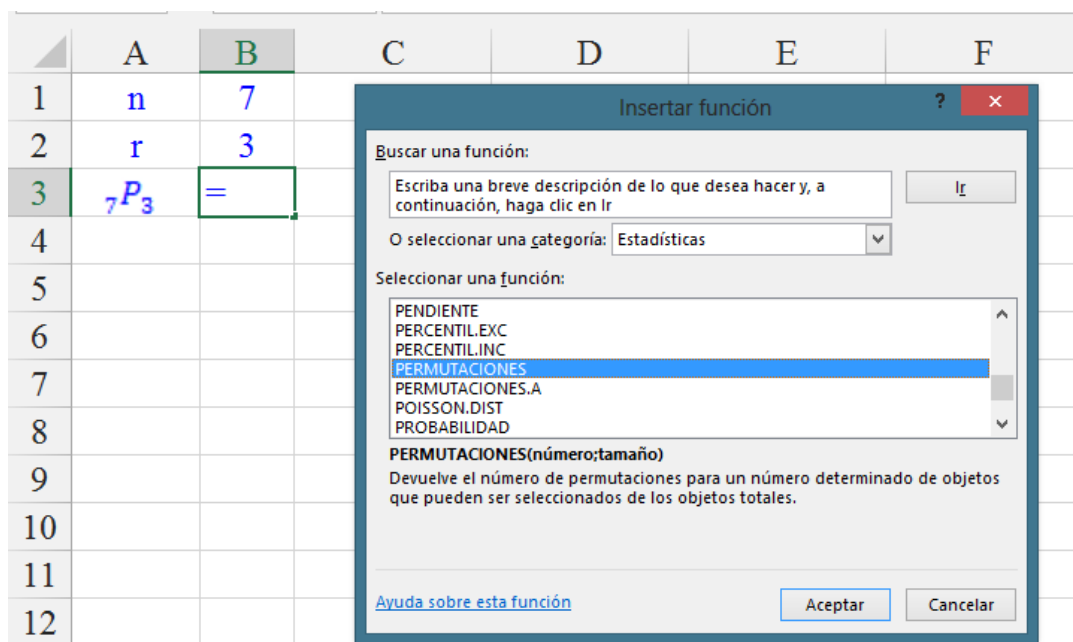 A B C D E F
1 n 7
2 r 3
3 ₇P₃ =
4
5
6
7
8
9
10
11
12
Insertar función ? ×
Buscar una función:
Escriba una breve descripción de lo que desea hacer y, a
continuación, haga clic en Ir
Ir
O seleccionar una categoría: Estadísticas
Seleccionar una función:
PENDIENTE
PERCENTIL.EXC
PERCENTIL.INC
PERMUTACIONES
PERMUTACIONES.A
POISSON.DIST
PROBABILIDAD
PERMUTACIONES(número;tamaño)
Devuelve el número de permutaciones para un número determinado de objetos
que pueden ser seleccionados de los objetos totales.
Ayuda sobre esta función
Aceptar Cancelar